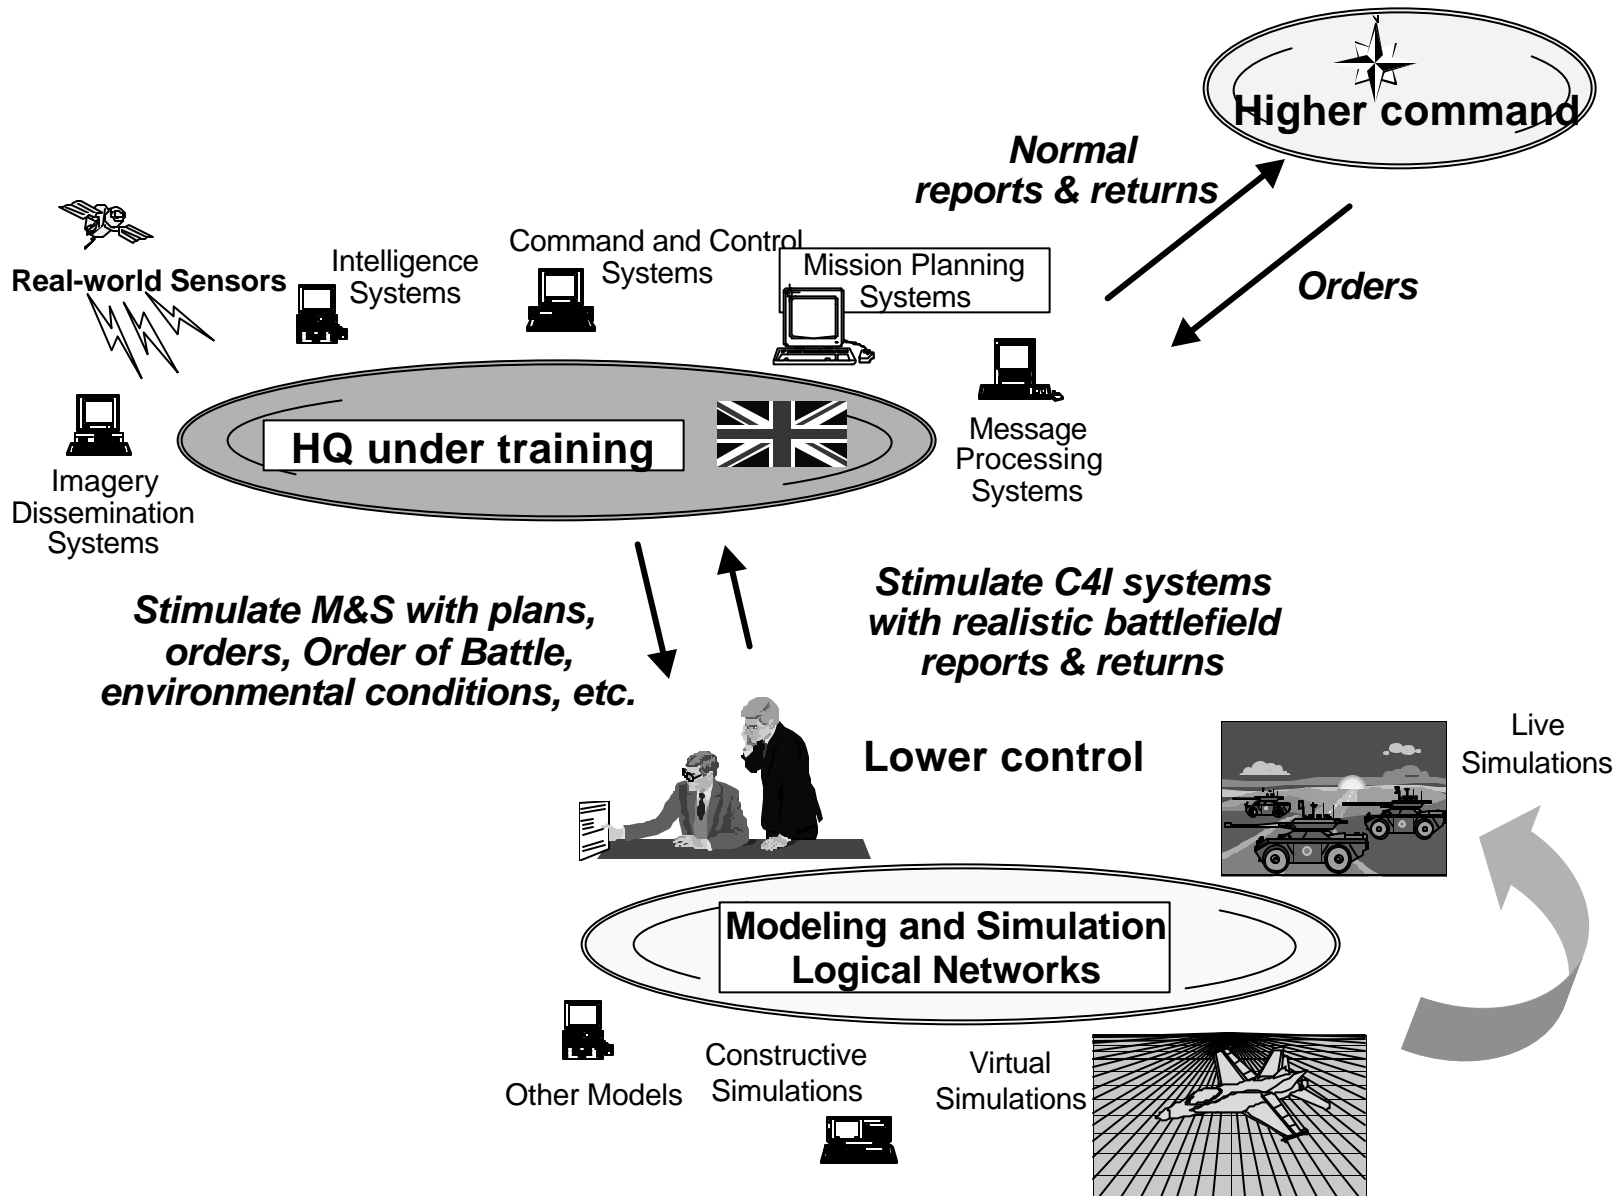 Higher command
Normal
reports & returns
Orders
Real-world Sensors
Intelligence
Systems
Command and Control
Systems
Mission Planning
Systems
HQ under training
Message
Processing
Systems
Imagery
Dissemination
Systems
Stimulate M&S with plans,
orders, Order of Battle,
environmental conditions, etc.
Stimulate C4I systems
with realistic battlefield
reports & returns
Lower control
Live
Simulations
Modeling and Simulation
Logical Networks
Other Models
Constructive
Simulations
Virtual
Simulations